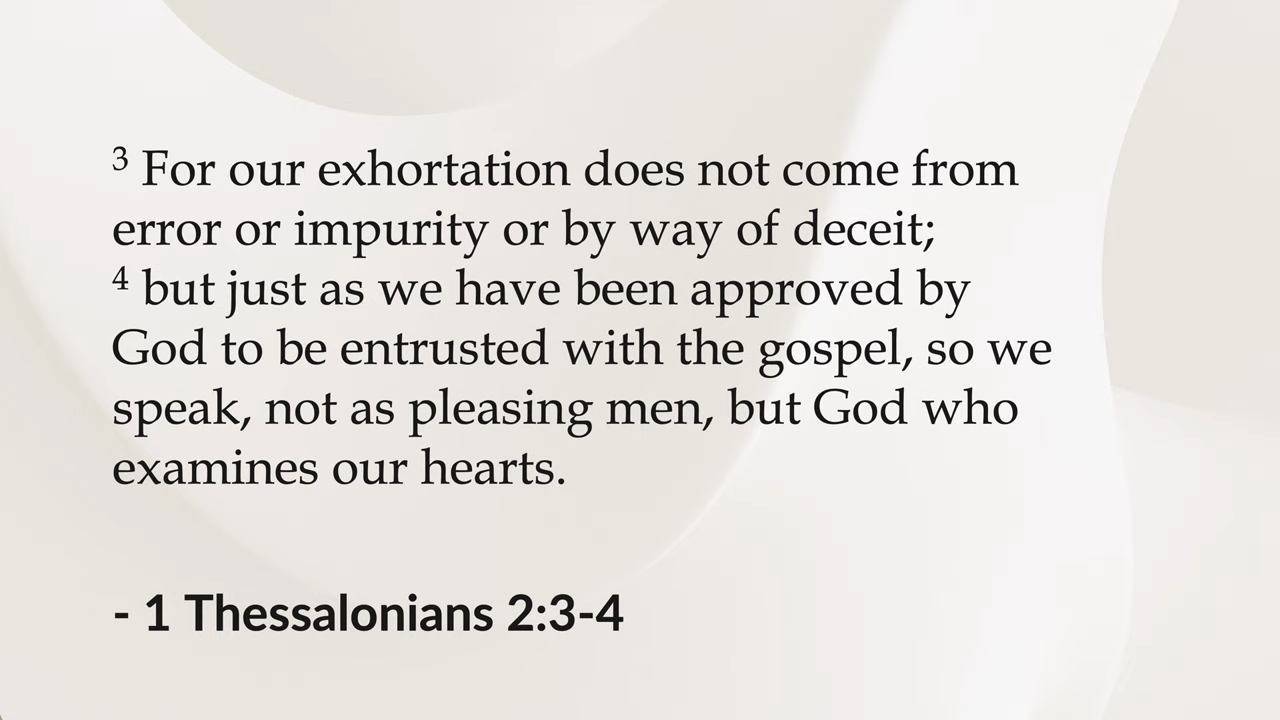 ³ For our exhortation does not come from
error or impurity or by way of deceit;
⁴ but just as we have been approved by
God to be entrusted with the gospel, so we
speak, not as pleasing men, but God who
examines our hearts.
- 1 Thessalonians 2:3-4